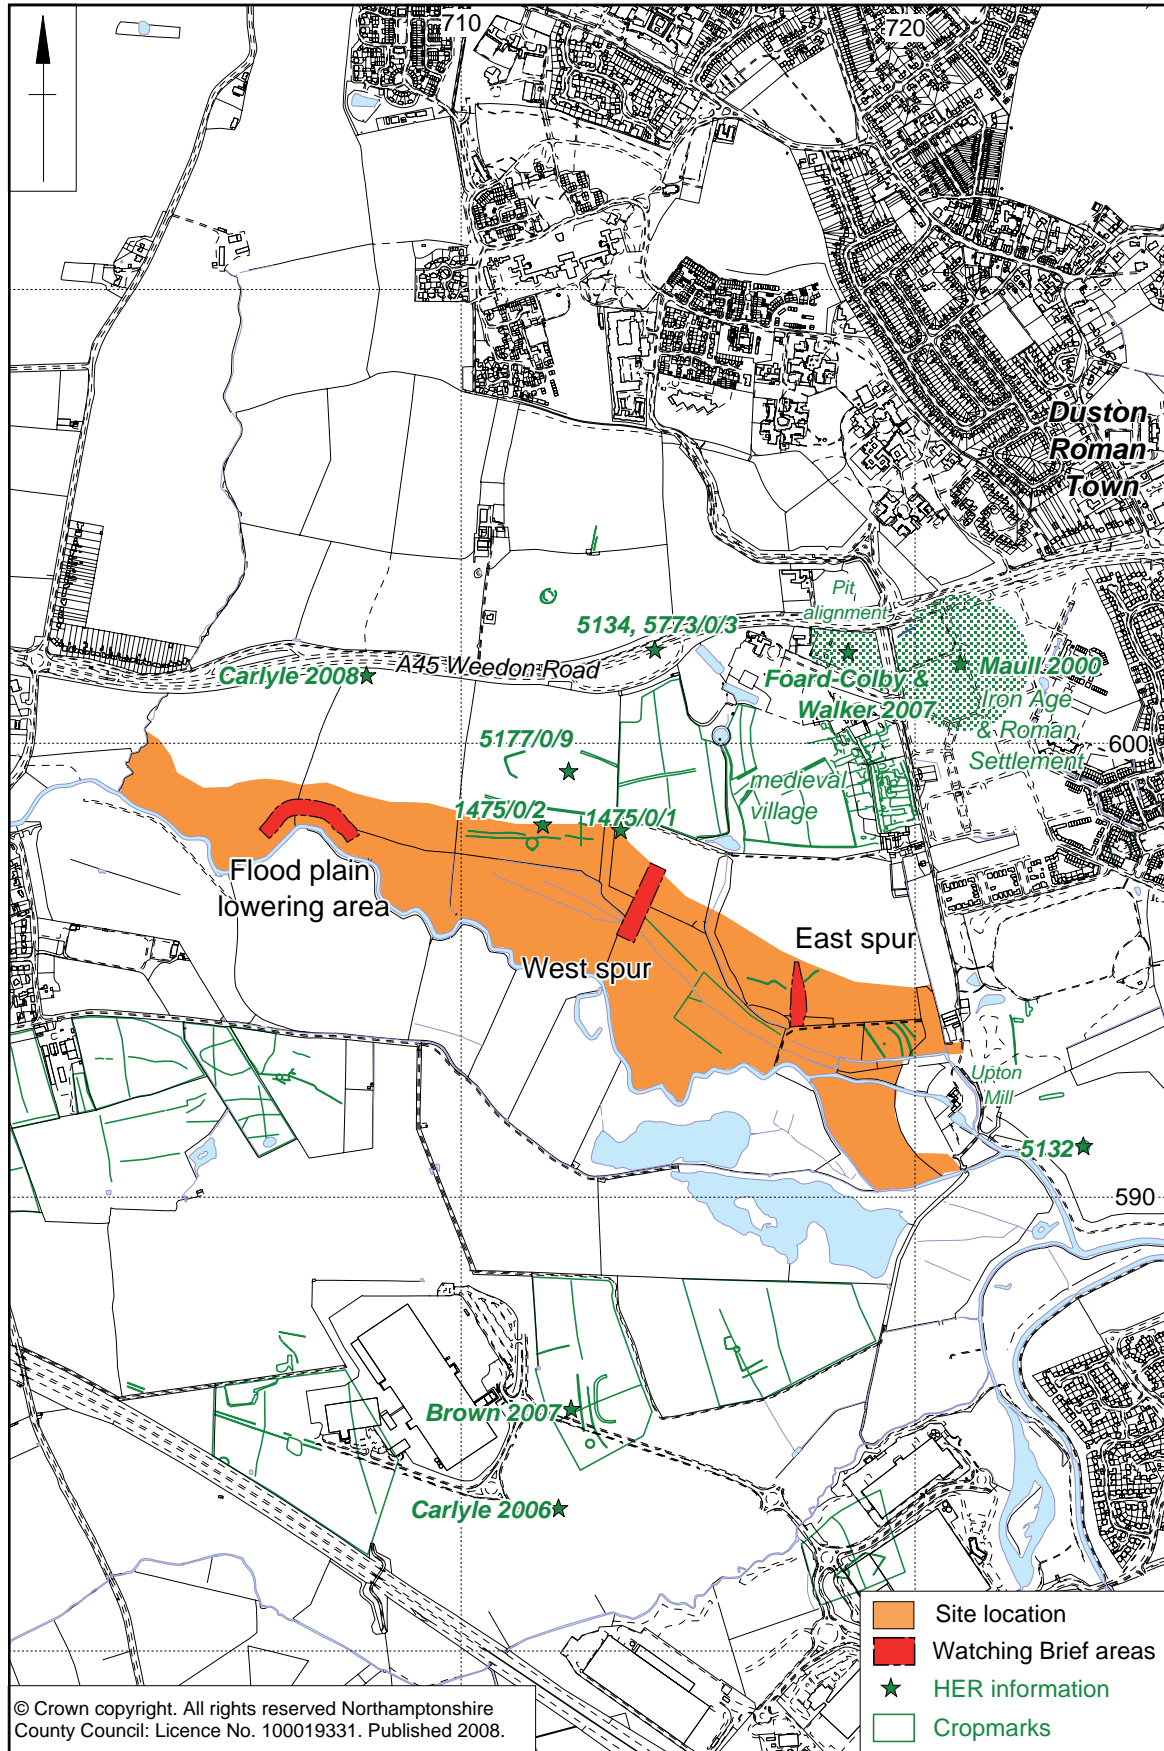 710
720
Duston
Roman
Town
Pit
alignment
5134, 5773/0/3
A45 Weedon Road
Carlyle 2008
Foard-Colby &
Walker 2007
Maull 2000
Iron Age
& Roman
Settlement
600
5177/0/9
medieval
village
1475/0/2
1475/0/1
Flood plain
lowering area
West spur
East spur
Upton
Mill
5132
590
Brown 2007
Carlyle 2006
Site location
Watching Brief areas
HER information
Cropmarks
© Crown copyright. All rights reserved Northamptonshire
County Council: Licence No. 100019331. Published 2008.